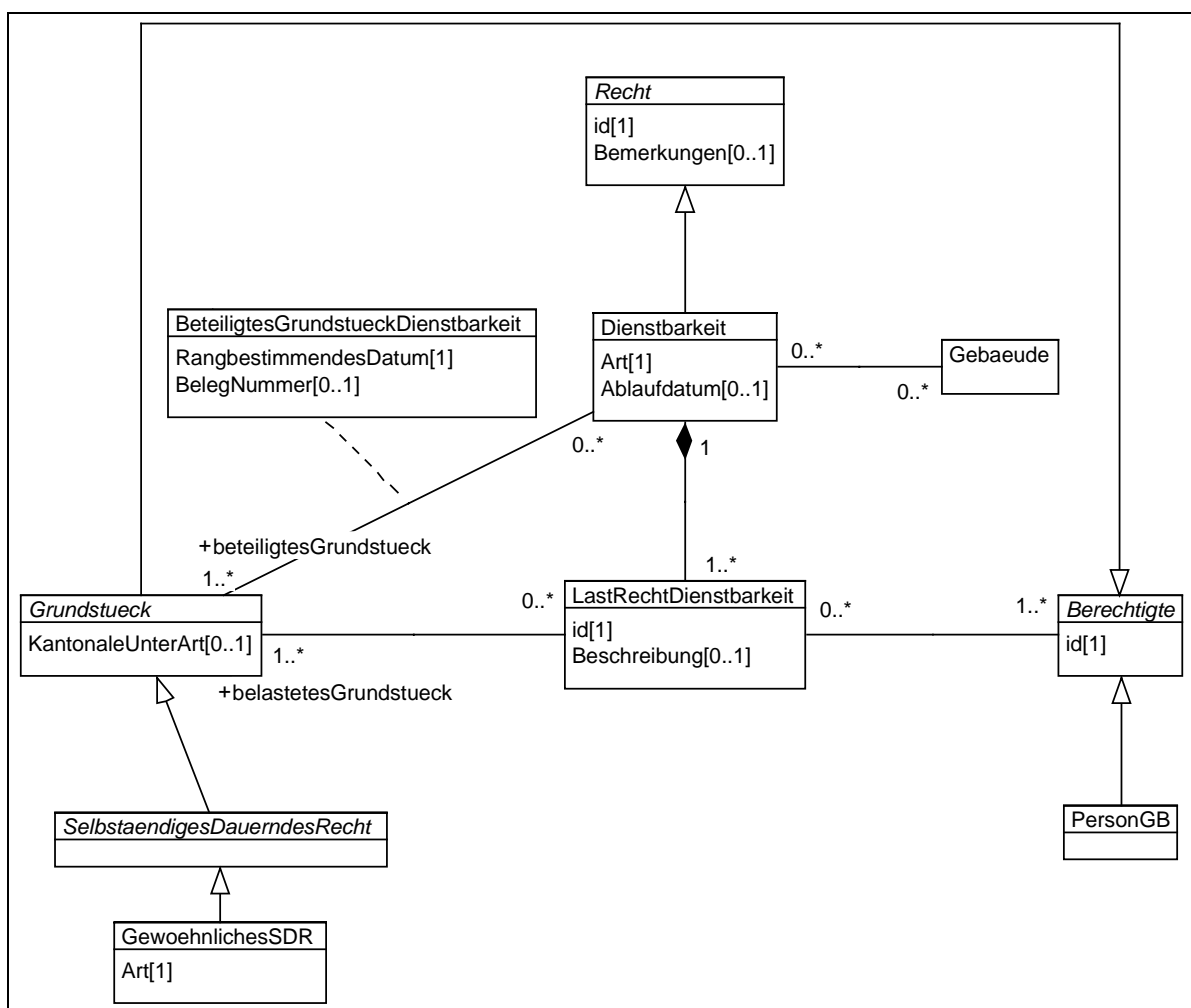 Recht
id[1]
Bemerkungen[0..1]
BeteiligtesGrundstueckDienstbarkeit
RangbestimmendesDatum[1]
BelegNummer[0..1]
Dienstbarkeit
Art[1]
Ablaufdatum[0..1]
0..*
0..*
Gebaeude
0..*
1
+beteiligtesGrundstueck
1..*
1..*
Grundstueck
KantonaleUnterArt[0..1]
0..*
1..*
+belastetesGrundstueck
LastRechtDienstbarkeit
id[1]
Beschreibung[0..1]
0..*
1..*
Berechtigte
id[1]
SelbstaendigesDauerndesRecht
PersonGB
GewoehnlichesSDR
Art[1]